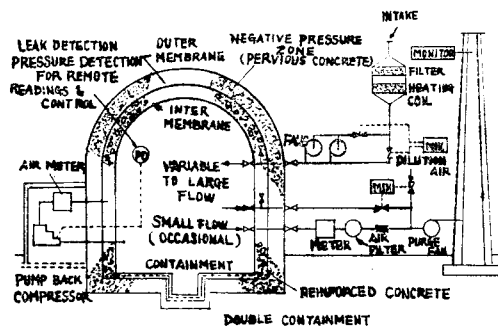 INTAKE
LEAK DETECTION
PRESSURE DETECTION
FOR REMOTE
READINGS &
CONTROL
OUTER
MEMBRANE
NEGATIVE PRESSURE
ZONE
(PERVIOUS CONCRETE)
MONITOR
FILTER
HEATING
COIL
INTER
MEMBRANE
PD
FANS
DILUTION
AIR
AIR METER
VARIABLE
TO LARGE
FLOW
SMALL FLOW
(OCCASIONAL)
METER
AIR
FILTER
PURGE
FAN
CONTAINMENT
PUMP BACK
COMPRESSOR
REINFORCED CONCRETE
DOUBLE CONTAINMENT